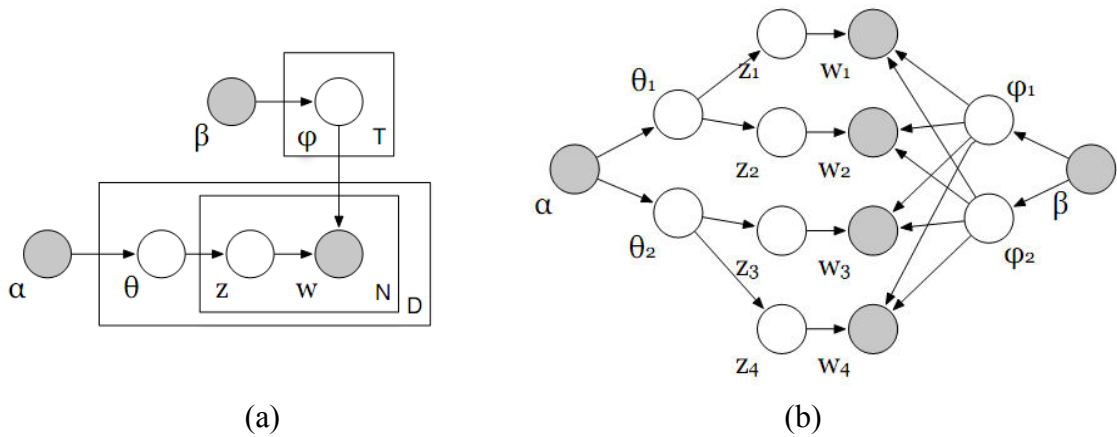 β φ T
α θ z w N D
(a)
z₁ w₁
θ₁ φ₁
z₂ w₂
α β
θ₂ φ₂
z₃ w₃
z₄ w₄
(b)